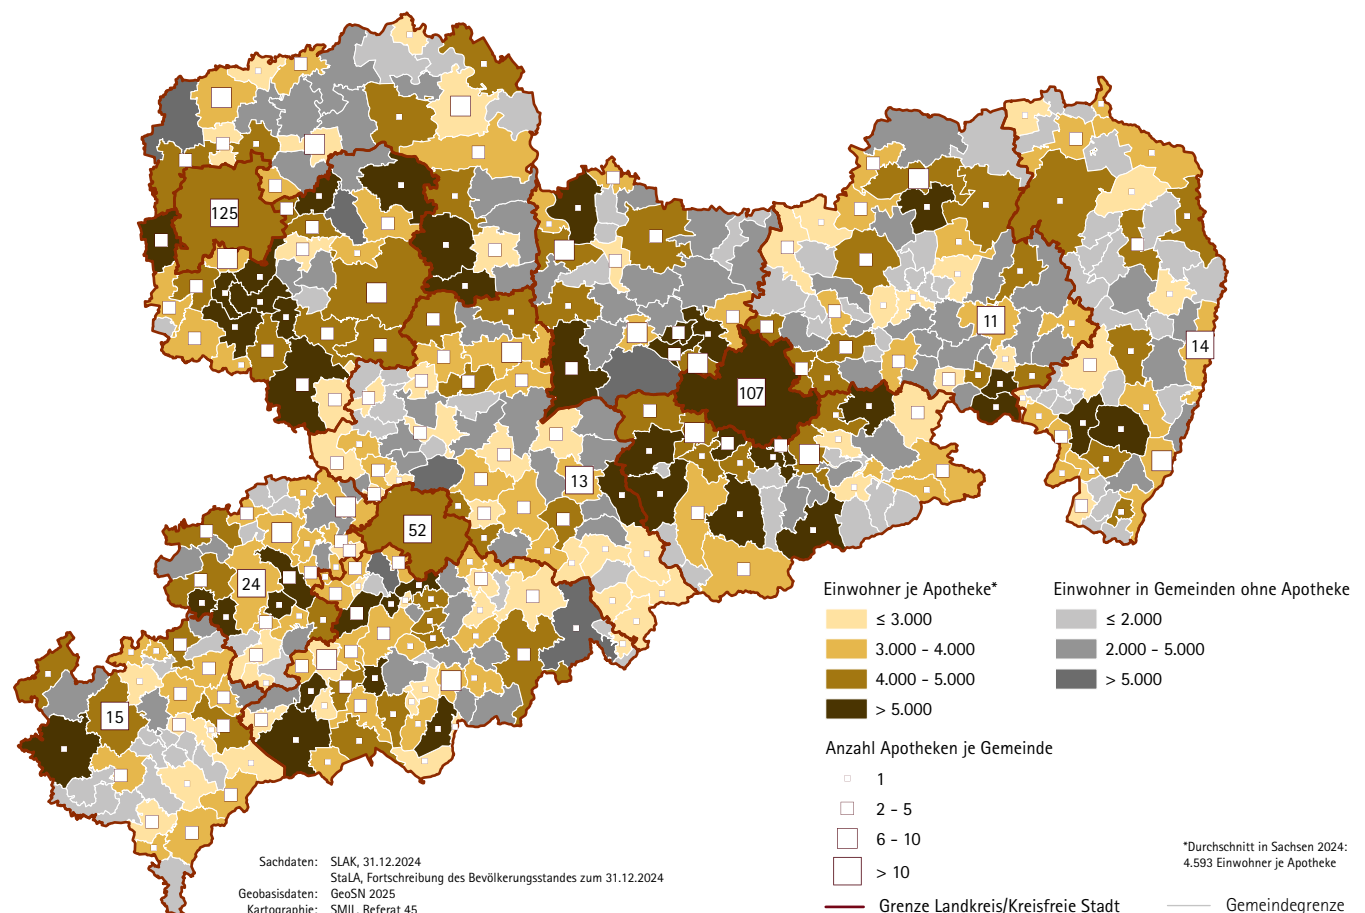 125
11
14
107
13
52
24
15
Einwohner je Apotheke*
≤ 3.000
3.000 - 4.000
4.000 - 5.000
> 5.000
Einwohner in Gemeinden ohne Apotheke
≤ 2.000
2.000 - 5.000
> 5.000
Anzahl Apotheken je Gemeinde
1
2 - 5
6 - 10
> 10
Grenze Landkreis/Kreisfreie Stadt
Gemeindegrenze
*Durchschnitt in Sachsen 2024:
4.593 Einwohner je Apotheke
Sachdaten: SLAK, 31.12.2024
StaLA, Fortschreibung des Bevölkerungsstandes zum 31.12.2024
Geobasisdaten: GeoSN 2025
Kartographie: SMIL, Referat 45